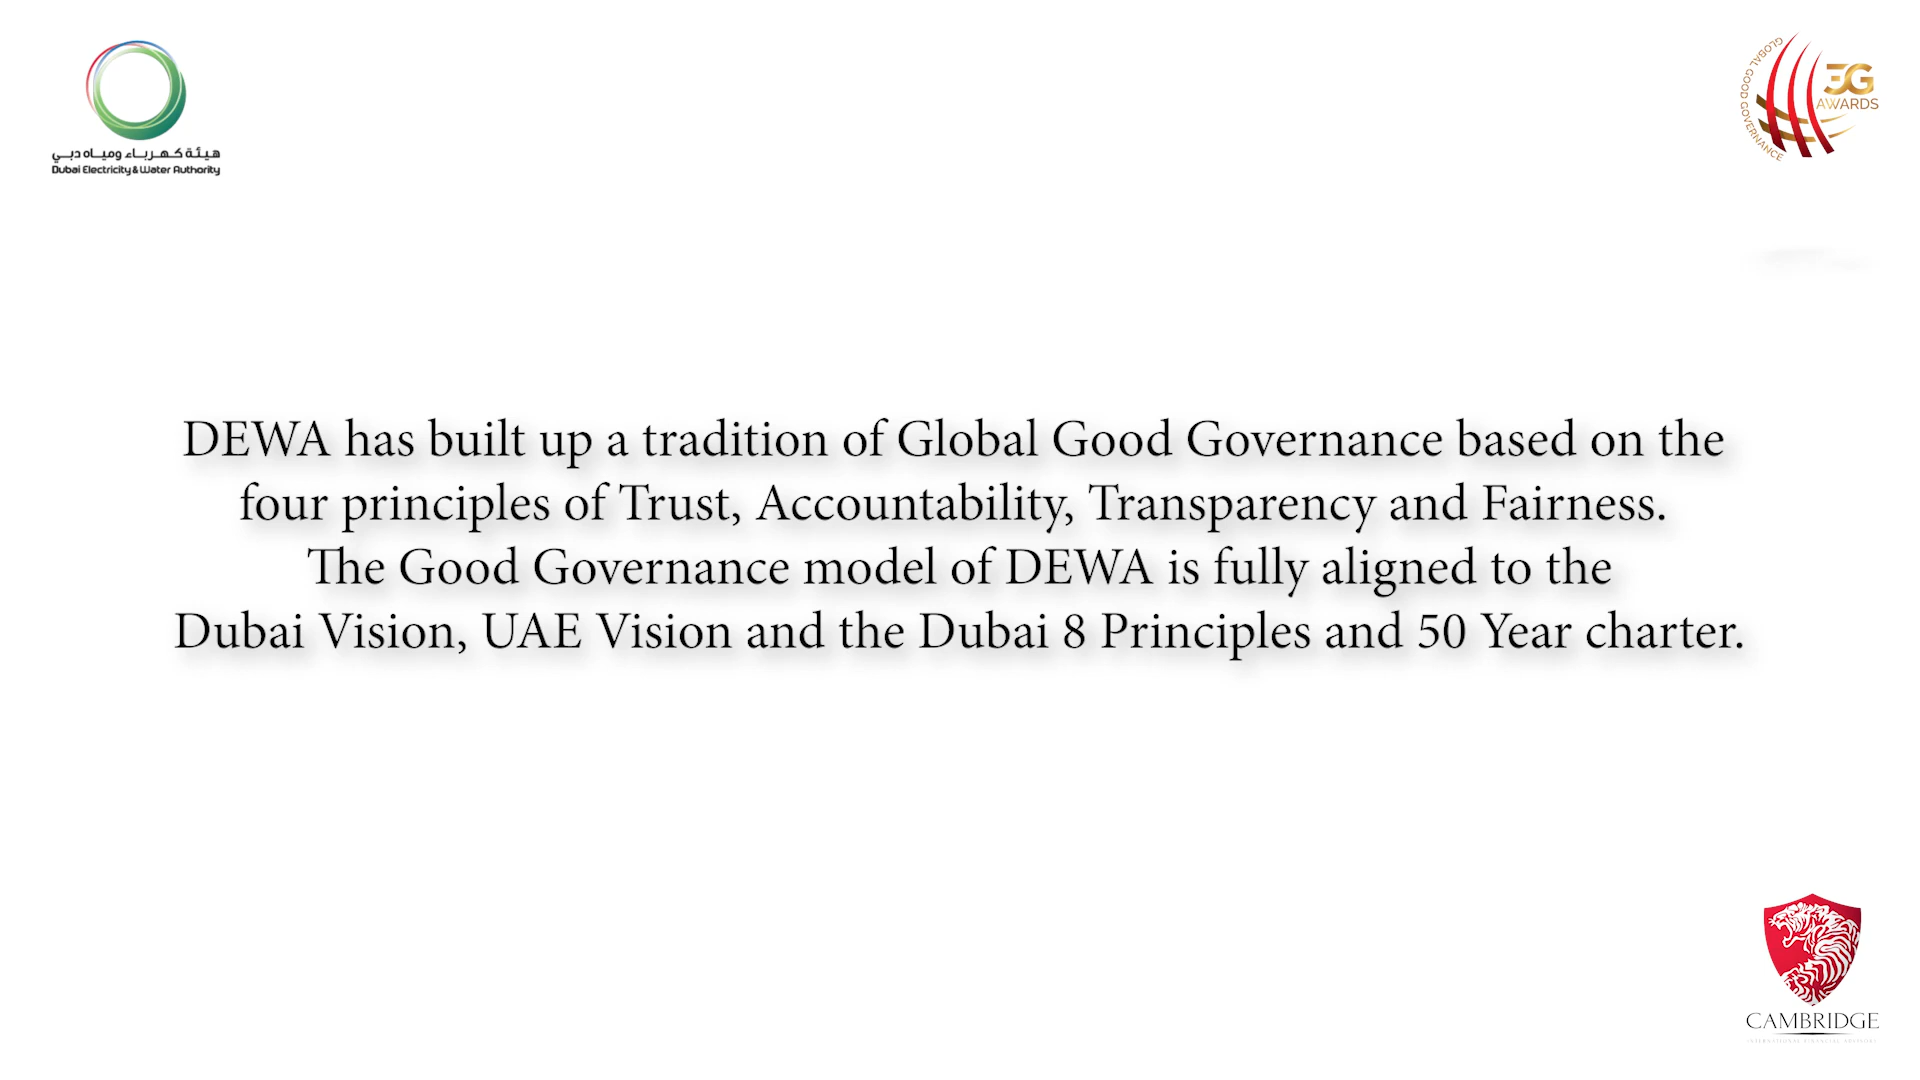 هيئة كهرباء ومياه دبي
Dubai Electricity & Water Authority
GLOBAL GOOD GOVERNANCE
3G
AWARDS
DEWA has built up a tradition of Global Good Governance based on the
four principles of Trust, Accountability, Transparency and Fairness.
The Good Governance model of DEWA is fully aligned to the
Dubai Vision, UAE Vision and the Dubai 8 Principles and 50 Year charter.
CAMBRIDGE
INTERNATIONAL FINANCIAL ADVISORY